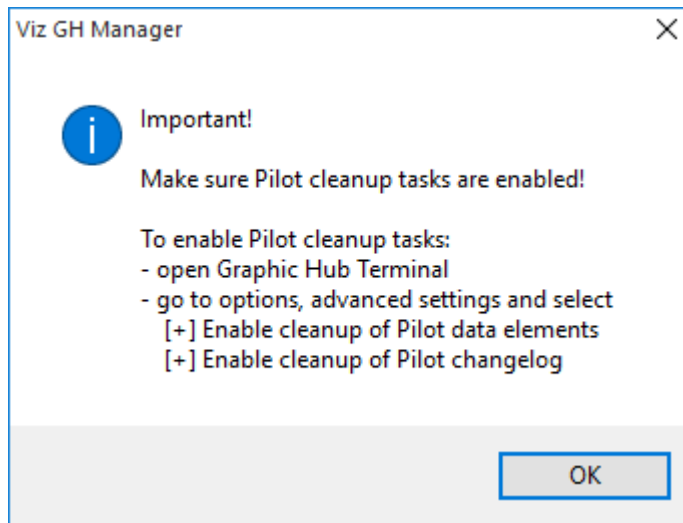 Viz GH Manager
Important!
Make sure Pilot cleanup tasks are enabled!
To enable Pilot cleanup tasks:
- open Graphic Hub Terminal
- go to options, advanced settings and select
[+] Enable cleanup of Pilot data elements
[+] Enable cleanup of Pilot changelog
OK